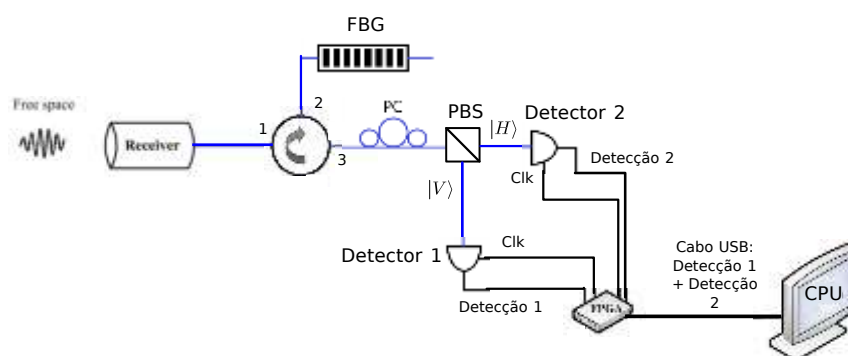 FBG
Free space
Receiver
1
2
3
PC
PBS
|H⟩
|V⟩
Detector 2
Detecção 2
Clk
Detector 1
Clk
Detecção 1
FPGA
Cabo USB:
Detecção 1
+ Detecção
2
CPU